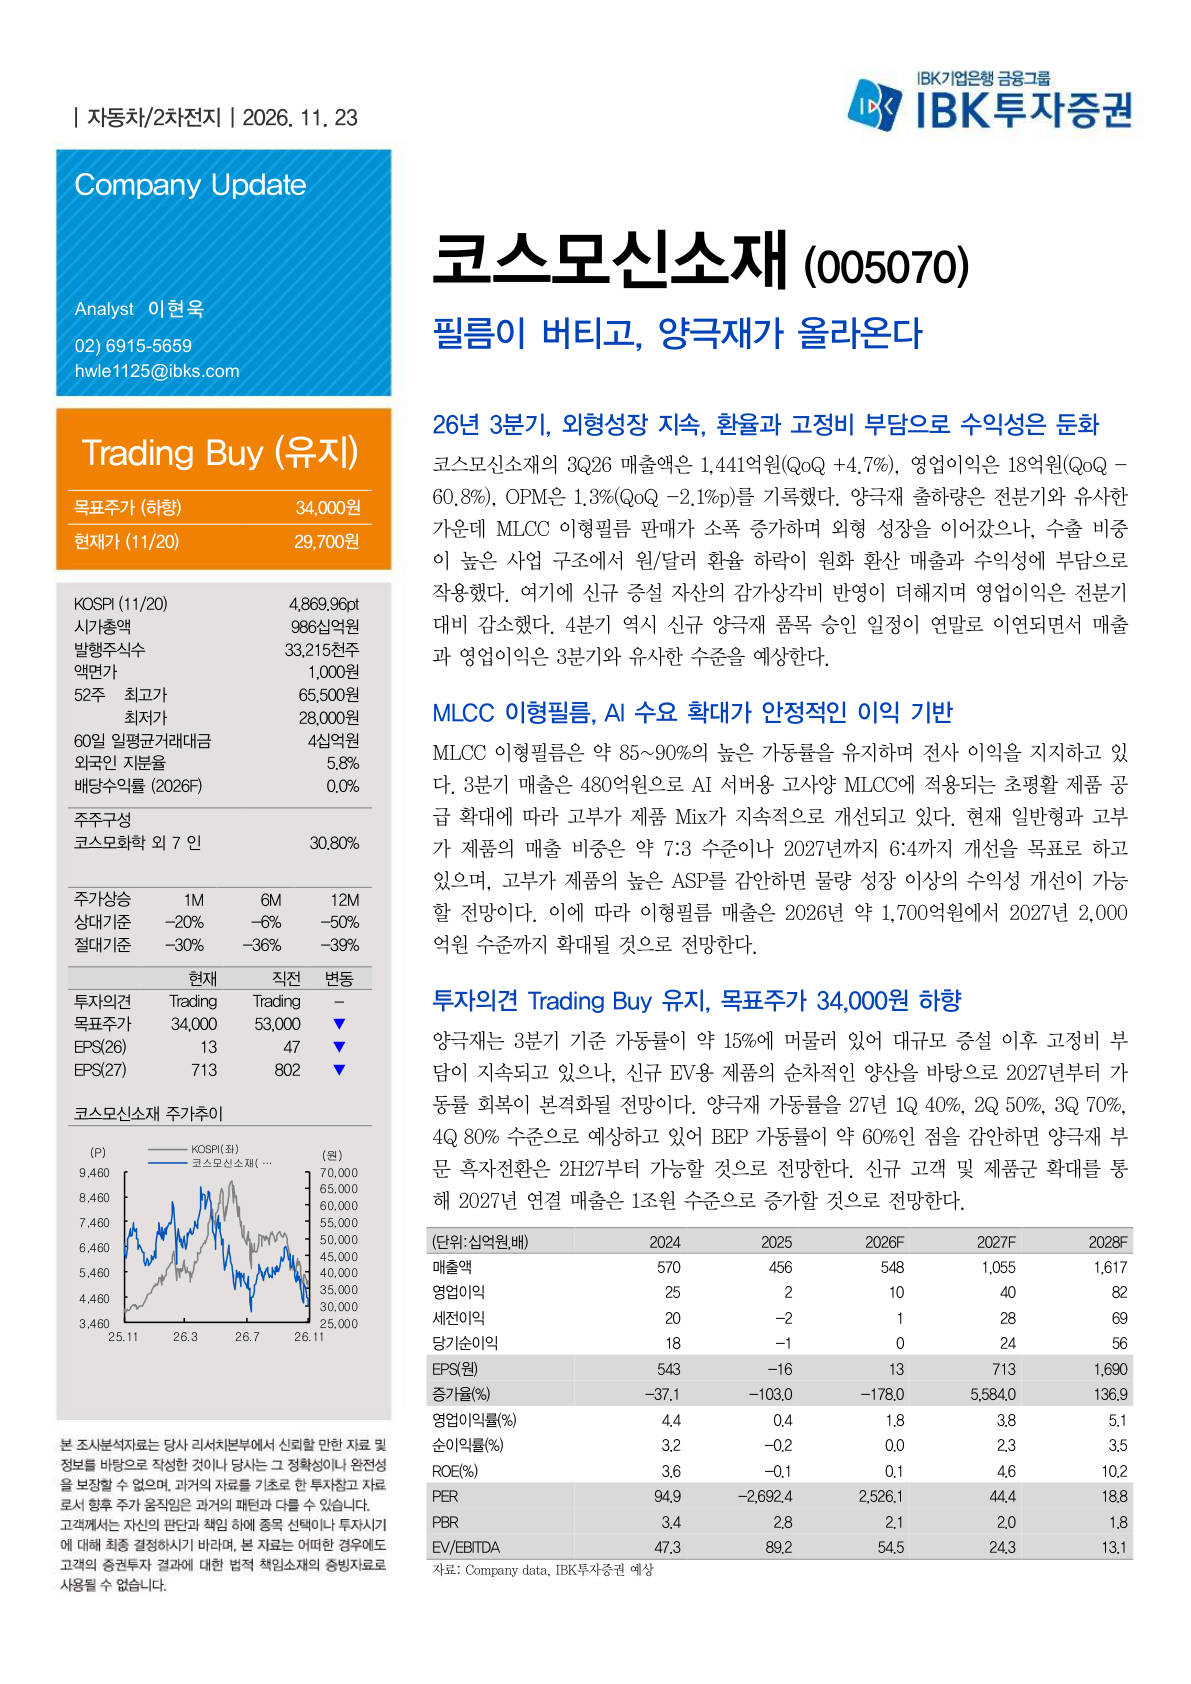 | 자동차/2차전지 | 2026. 11. 23
IBK기업은행 금융그룹
IBK투자증권
Company Update
Analyst 이현욱
02) 6915-5659
hwle1125@ibks.com
Trading Buy (유지)
목표주가 (하향) 34,000원
현재가 (11/20) 29,700원
KOSPI (11/20) 4,869.96pt
시가총액 986십억원
발행주식수 33,215천주
액면가 1,000원
52주 최고가 65,500원
최저가 28,000원
60일 일평균거래대금 4십억원
외국인 지분율 5.8%
배당수익률 (2026F) 0.0%
주주구성
코스모화학 외 7 인 30.80%
주가상승 1M 6M 12M
상대기준 -20% -6% -50%
절대기준 -30% -36% -39%
현재 직전 변동
투자의견 Trading Trading -
목표주가 34,000 53,000 ▼
EPS(26) 13 47 ▼
EPS(27) 713 802 ▼
코스모신소재 주가추이
(P) KOSPI(좌) (원)
코스모신소재( …
9,460 70,000
8,460 65,000
7,460 60,000
6,460 55,000
5,460 50,000
4,460 45,000
3,460 40,000
35,000
30,000
25,000
25.11 26.3 26.7 26.11
본 조사분석자료는 당사 리서치본부에서 신뢰할 만한 자료 및
정보를 바탕으로 작성한 것이나 당사는 그 정확성이나 완전성
을 보장할 수 없으며, 과거의 자료를 기초로 한 투자참고 자료
로서 향후 주가 움직임은 과거의 패턴과 다를 수 있습니다.
고객께서는 자신의 판단과 책임 하에 종목 선택이나 투자시기
에 대해 최종 결정하시기 바라며, 본 자료는 어떠한 경우에도
고객의 증권투자 결과에 대한 법적 책임소재의 증빙자료로
사용될 수 없습니다.
코스모신소재 (005070)
필름이 버티고, 양극재가 올라온다
26년 3분기, 외형성장 지속, 환율과 고정비 부담으로 수익성은 둔화
코스모신소재의 3Q26 매출액은 1,441억원(QoQ +4.7%), 영업이익은 18억원(QoQ -
60.8%), OPM은 1.3%(QoQ -2.1%p)를 기록했다. 양극재 출하량은 전분기와 유사한
가운데 MLCC 이형필름 판매가 소폭 증가하며 외형 성장을 이어갔으나, 수출 비중
이 높은 사업 구조에서 원/달러 환율 하락이 원화 환산 매출과 수익성에 부담으로
작용했다. 여기에 신규 증설 자산의 감가상각비 반영이 더해지며 영업이익은 전분기
대비 감소했다. 4분기 역시 신규 양극재 품목 승인 일정이 연말로 이연되면서 매출
과 영업이익은 3분기와 유사한 수준을 예상한다.
MLCC 이형필름, AI 수요 확대가 안정적인 이익 기반
MLCC 이형필름은 약 85~90%의 높은 가동률을 유지하며 전사 이익을 지지하고 있
다. 3분기 매출은 480억원으로 AI 서버용 고사양 MLCC에 적용되는 초평활 제품 공
급 확대에 따라 고부가 제품 Mix가 지속적으로 개선되고 있다. 현재 일반형과 고부
가 제품의 매출 비중은 약 7:3 수준이나 2027년까지 6:4까지 개선을 목표로 하고
있으며, 고부가 제품의 높은 ASP를 감안하면 물량 성장 이상의 수익성 개선이 가능
할 전망이다. 이에 따라 이형필름 매출은 2026년 약 1,700억원에서 2027년 2,000
억원 수준까지 확대될 것으로 전망한다.
투자의견 Trading Buy 유지, 목표주가 34,000원 하향
양극재는 3분기 기준 가동률이 약 15%에 머물러 있어 대규모 증설 이후 고정비 부
담이 지속되고 있으나, 신규 EV용 제품의 순차적인 양산을 바탕으로 2027년부터 가
동률 회복이 본격화될 전망이다. 양극재 가동률을 27년 1Q 40%, 2Q 50%, 3Q 70%,
4Q 80% 수준으로 예상하고 있어 BEP 가동률이 약 60%인 점을 감안하면 양극재 부
문 흑자전환은 2H27부터 가능할 것으로 전망한다. 신규 고객 및 제품군 확대를 통
해 2027년 연결 매출은 1조원 수준으로 증가할 것으로 전망한다.
(단위:십억원,배) 2024 2025 2026F 2027F 2028F
매출액 570 456 548 1,055 1,617
영업이익 25 2 10 40 82
세전이익 20 -2 1 28 69
당기순이익 18 -1 0 24 56
EPS(원) 543 -16 13 713 1,690
증가율(%) -37.1 -103.0 -178.0 5,584.0 136.9
영업이익률(%) 4.4 0.4 1.8 3.8 5.1
순이익률(%) 3.2 -0.2 0.0 2.3 3.5
ROE(%) 3.6 -0.1 0.1 4.6 10.2
PER 94.9 -2,692.4 2,526.1 44.4 18.8
PBR 3.4 2.8 2.1 2.0 1.8
EV/EBITDA 47.3 89.2 54.5 24.3 13.1
자료: Company data, IBK투자증권 예상